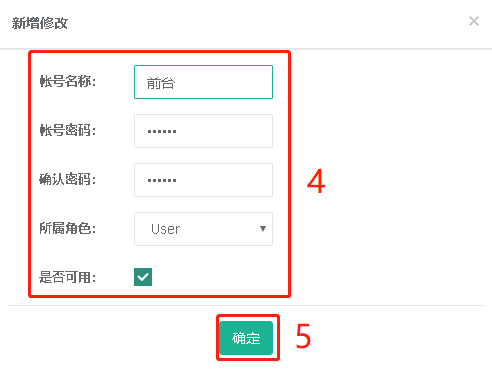 新增修改 ×
帐号名称: 前台
帐号密码: ••••••
确认密码: ••••••
4
所属角色: User
是否可用:
确定 5